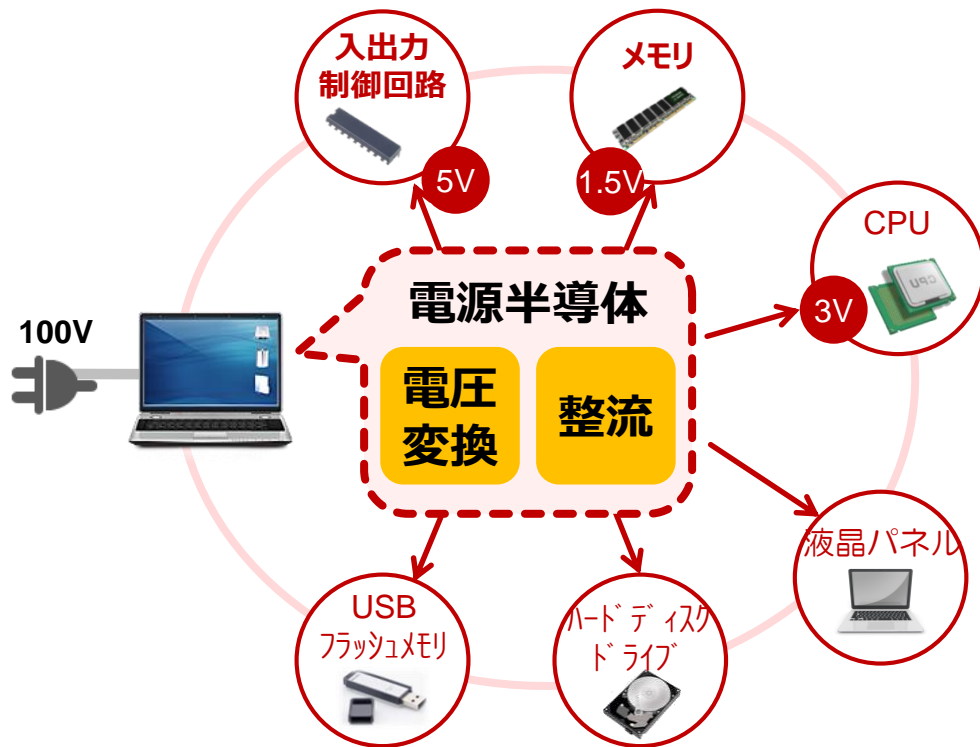 入出力
制御回路
5V
メモリ
1.5V
CPU
3V
CPU
100V
電源半導体
電圧
変換
整流
液晶パネル
USB
フラッシュメモリ
ハードディスク
ドライブ